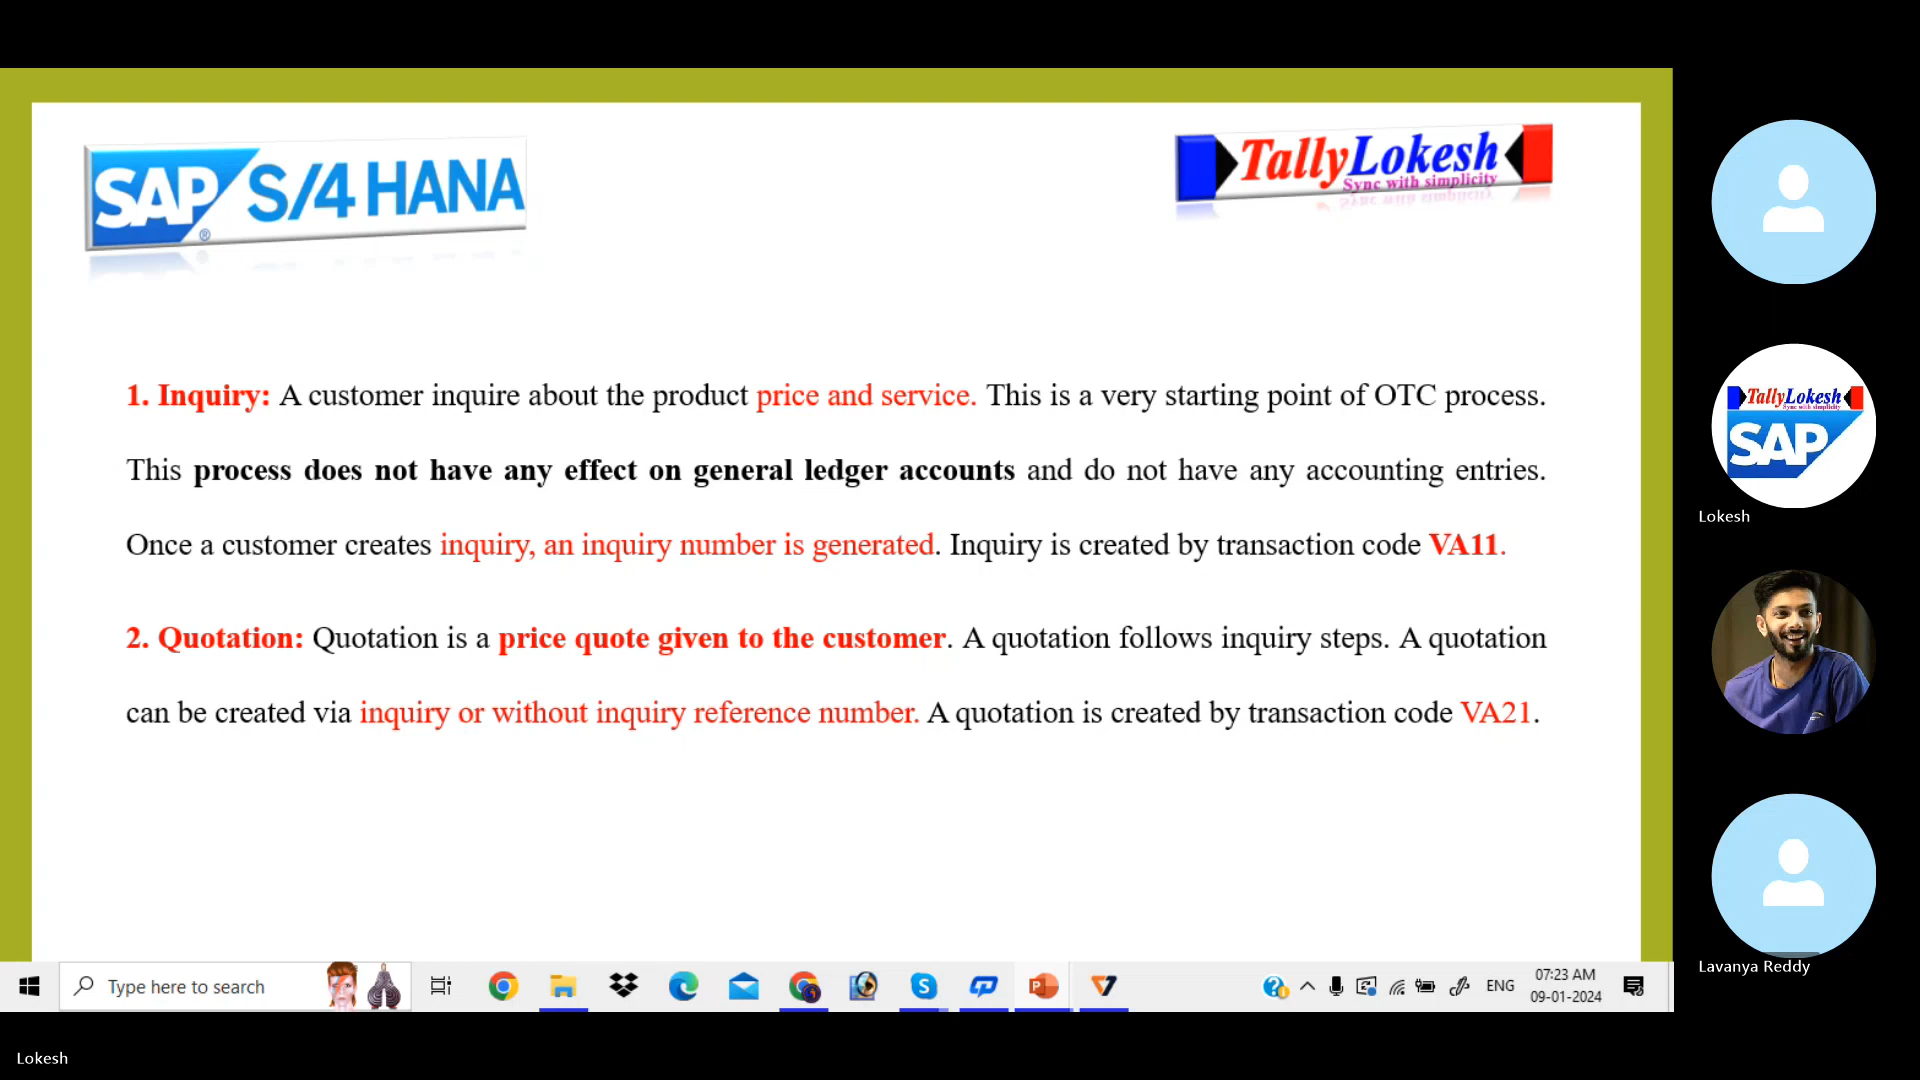 SAP S/4 HANA
®
TallyLokesh
Sync with simplicity
1. Inquiry: A customer inquire about the product price and service. This is a very starting point of OTC process.
This process does not have any effect on general ledger accounts and do not have any accounting entries.
Once a customer creates inquiry, an inquiry number is generated. Inquiry is created by transaction code VA11.
2. Quotation: Quotation is a price quote given to the customer. A quotation follows inquiry steps. A quotation
can be created via inquiry or without inquiry reference number. A quotation is created by transaction code VA21.
TallyLokesh
Sync with simplicity
SAP
Lokesh
Lavanya Reddy
Type here to search
ENG
07:23 AM
09-01-2024
Lokesh